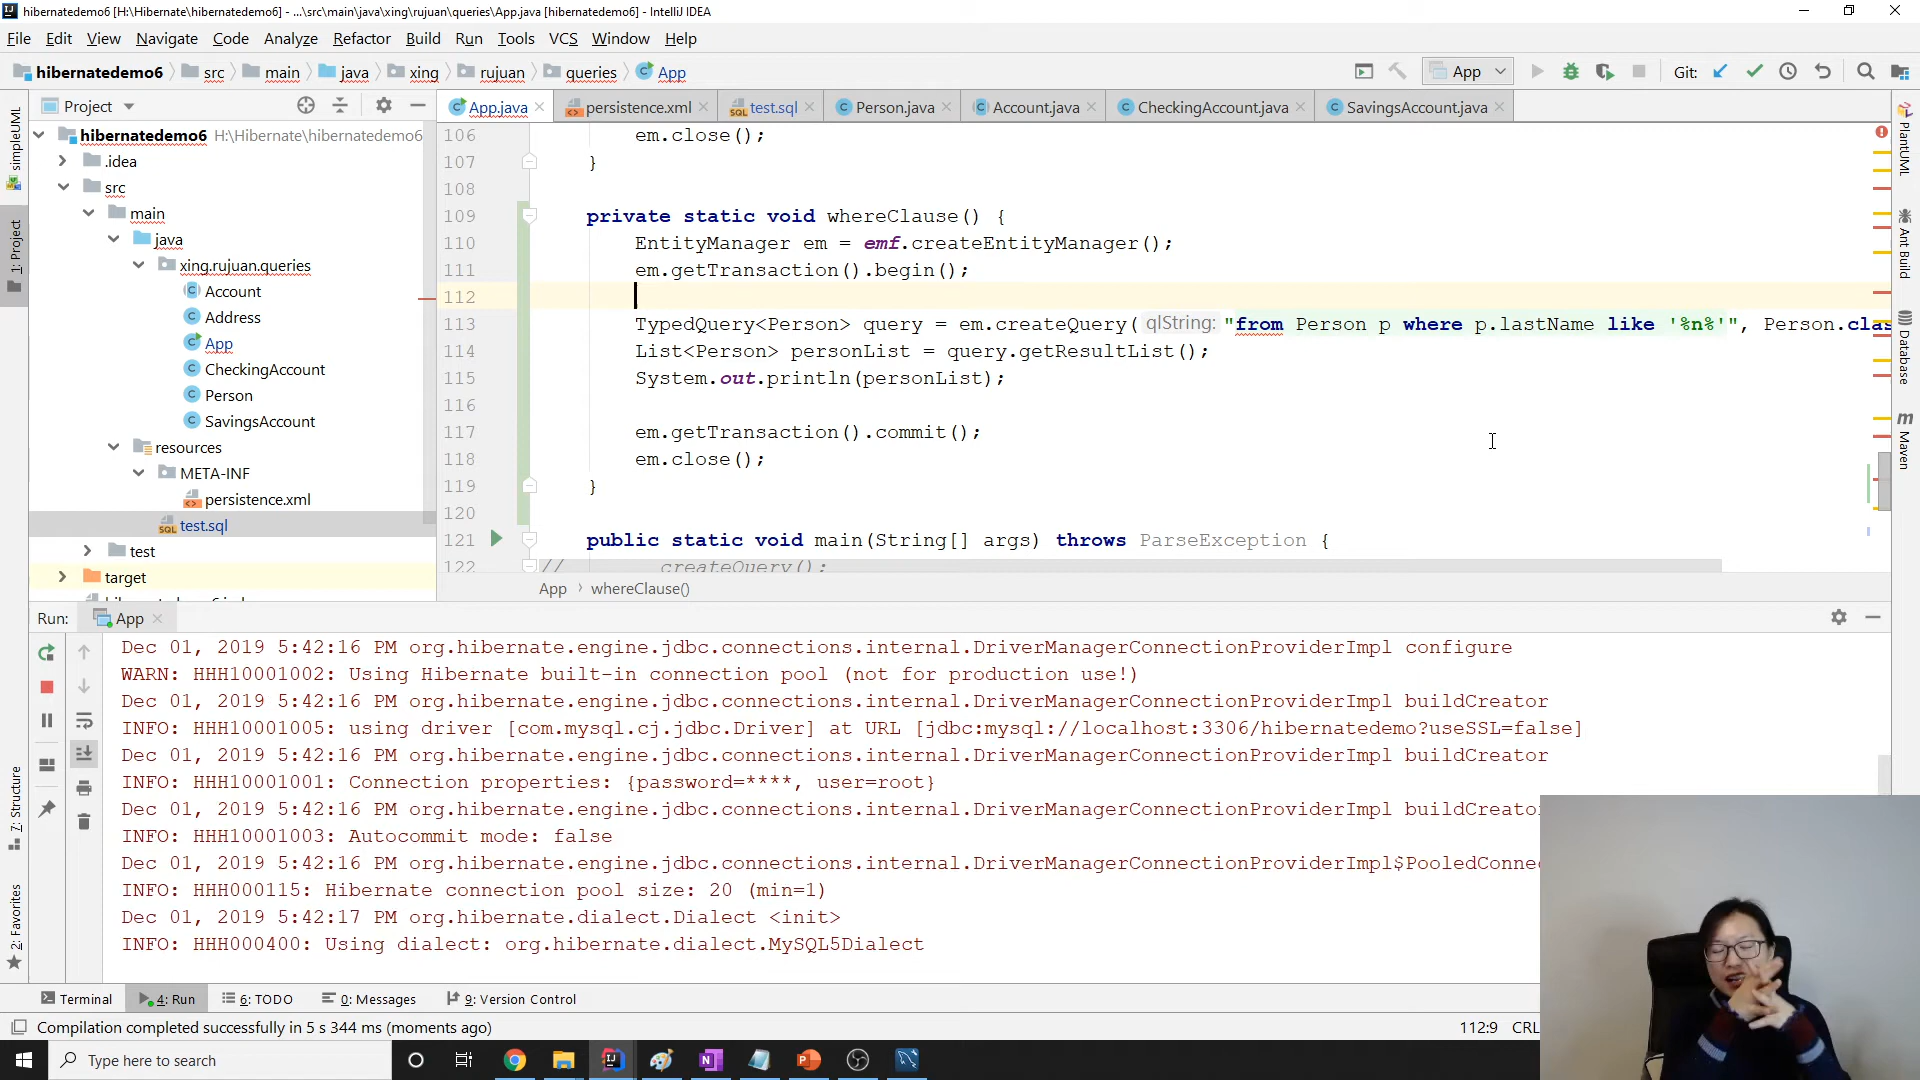 hibernatedemo6 [H:\Hibernate\hibernatedemo6] - ...\src\main\java\xing\rujuan\queries\App.java [hibernatedemo6] - IntelliJ IDEA
File Edit View Navigate Code Analyze Refactor Build Run Tools VCS Window Help
hibernatedemo6 src main java xing rujuan queries App App Git:
Project
App.java persistence.xml test.sql Person.java Account.java CheckingAccount.java SavingsAccount.java
hibernatedemo6 H:\Hibernate\hibernatedemo6
.idea
src
main
java
xing.rujuan.queries
Account
Address
App
CheckingAccount
Person
SavingsAccount
resources
META-INF
persistence.xml
test.sql
test
target
simpleUML
1: Project
7: Structure
2: Favorites
PlantUML
Ant Build
Database
Maven
106 em.close();
107 }
108
109 private static void whereClause() {
110 EntityManager em = emf.createEntityManager();
111 em.getTransaction().begin();
112
113 TypedQuery<Person> query = em.createQuery( qlString: "from Person p where p.lastName like '%n%'", Person.clas
114 List<Person> personList = query.getResultList();
115 System.out.println(personList);
116
117 em.getTransaction().commit();
118 em.close();
119 }
120
121 public static void main(String[] args) throws ParseException {
122 // createQuery();
App › whereClause()
Run: App
Dec 01, 2019 5:42:16 PM org.hibernate.engine.jdbc.connections.internal.DriverManagerConnectionProviderImpl configure
WARN: HHH10001002: Using Hibernate built-in connection pool (not for production use!)
Dec 01, 2019 5:42:16 PM org.hibernate.engine.jdbc.connections.internal.DriverManagerConnectionProviderImpl buildCreator
INFO: HHH10001005: using driver [com.mysql.cj.jdbc.Driver] at URL [jdbc:mysql://localhost:3306/hibernatedemo?useSSL=false]
Dec 01, 2019 5:42:16 PM org.hibernate.engine.jdbc.connections.internal.DriverManagerConnectionProviderImpl buildCreator
INFO: HHH10001001: Connection properties: {password=****, user=root}
Dec 01, 2019 5:42:16 PM org.hibernate.engine.jdbc.connections.internal.DriverManagerConnectionProviderImpl buildCreato
INFO: HHH10001003: Autocommit mode: false
Dec 01, 2019 5:42:16 PM org.hibernate.engine.jdbc.connections.internal.DriverManagerConnectionProviderImpl$PooledConne
INFO: HHH000115: Hibernate connection pool size: 20 (min=1)
Dec 01, 2019 5:42:17 PM org.hibernate.dialect.Dialect <init>
INFO: HHH000400: Using dialect: org.hibernate.dialect.MySQL5Dialect
Terminal 4: Run 6: TODO 0: Messages 9: Version Control
Compilation completed successfully in 5 s 344 ms (moments ago) 112:9 CRL
Type here to search